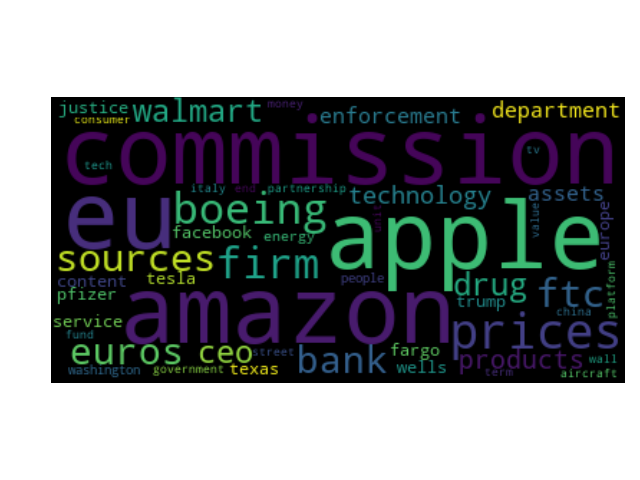 justice walmart money enforcement department
consumer
commission
tech tv
italy end partnership
eu boeing technology assets
apple value europe
facebook energy unit
sources firm
content tesla people drug ftc platform
pfizer amazon trump china
service prices
fund
euros ceo street bank fargo products wall
washington government texas wells term aircraft